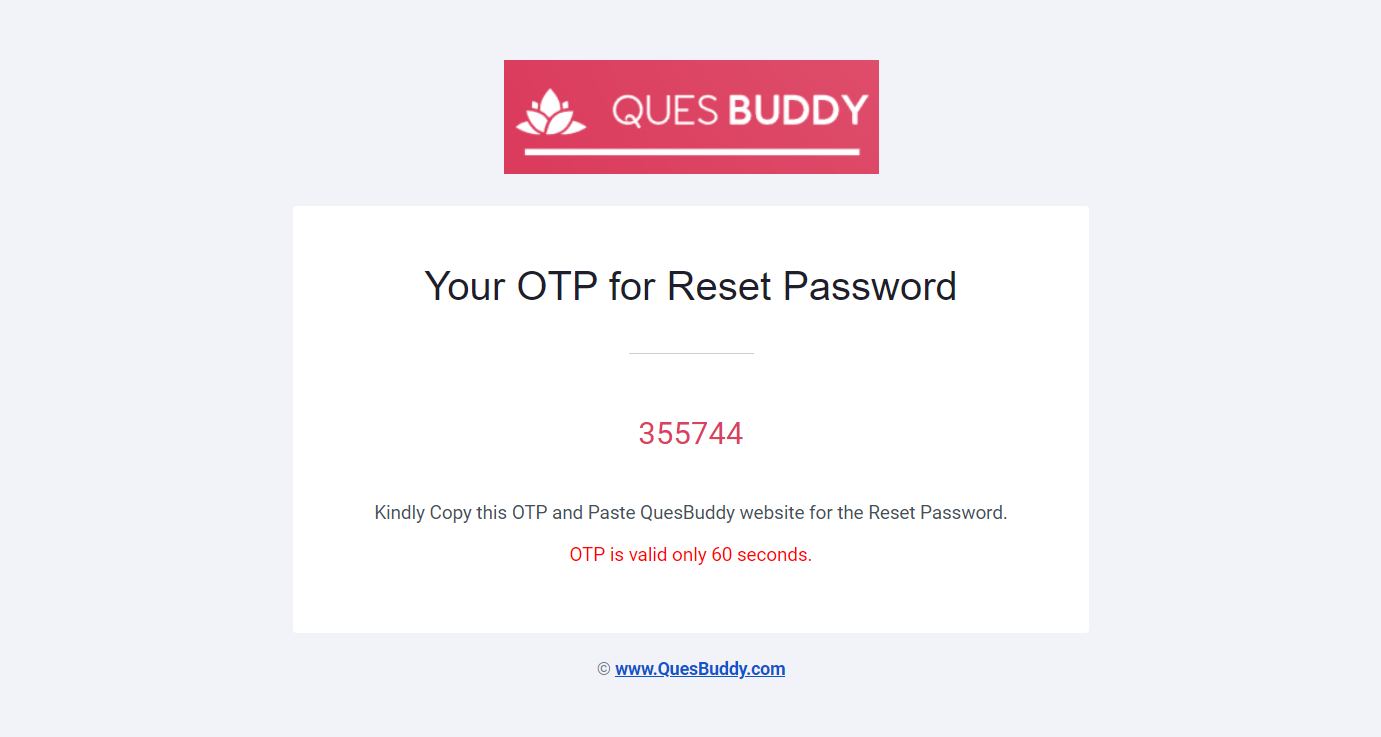 QUES BUDDY
Your OTP for Reset Password
355744
Kindly Copy this OTP and Paste QuesBuddy website for the Reset Password.
OTP is valid only 60 seconds.
© www.QuesBuddy.com